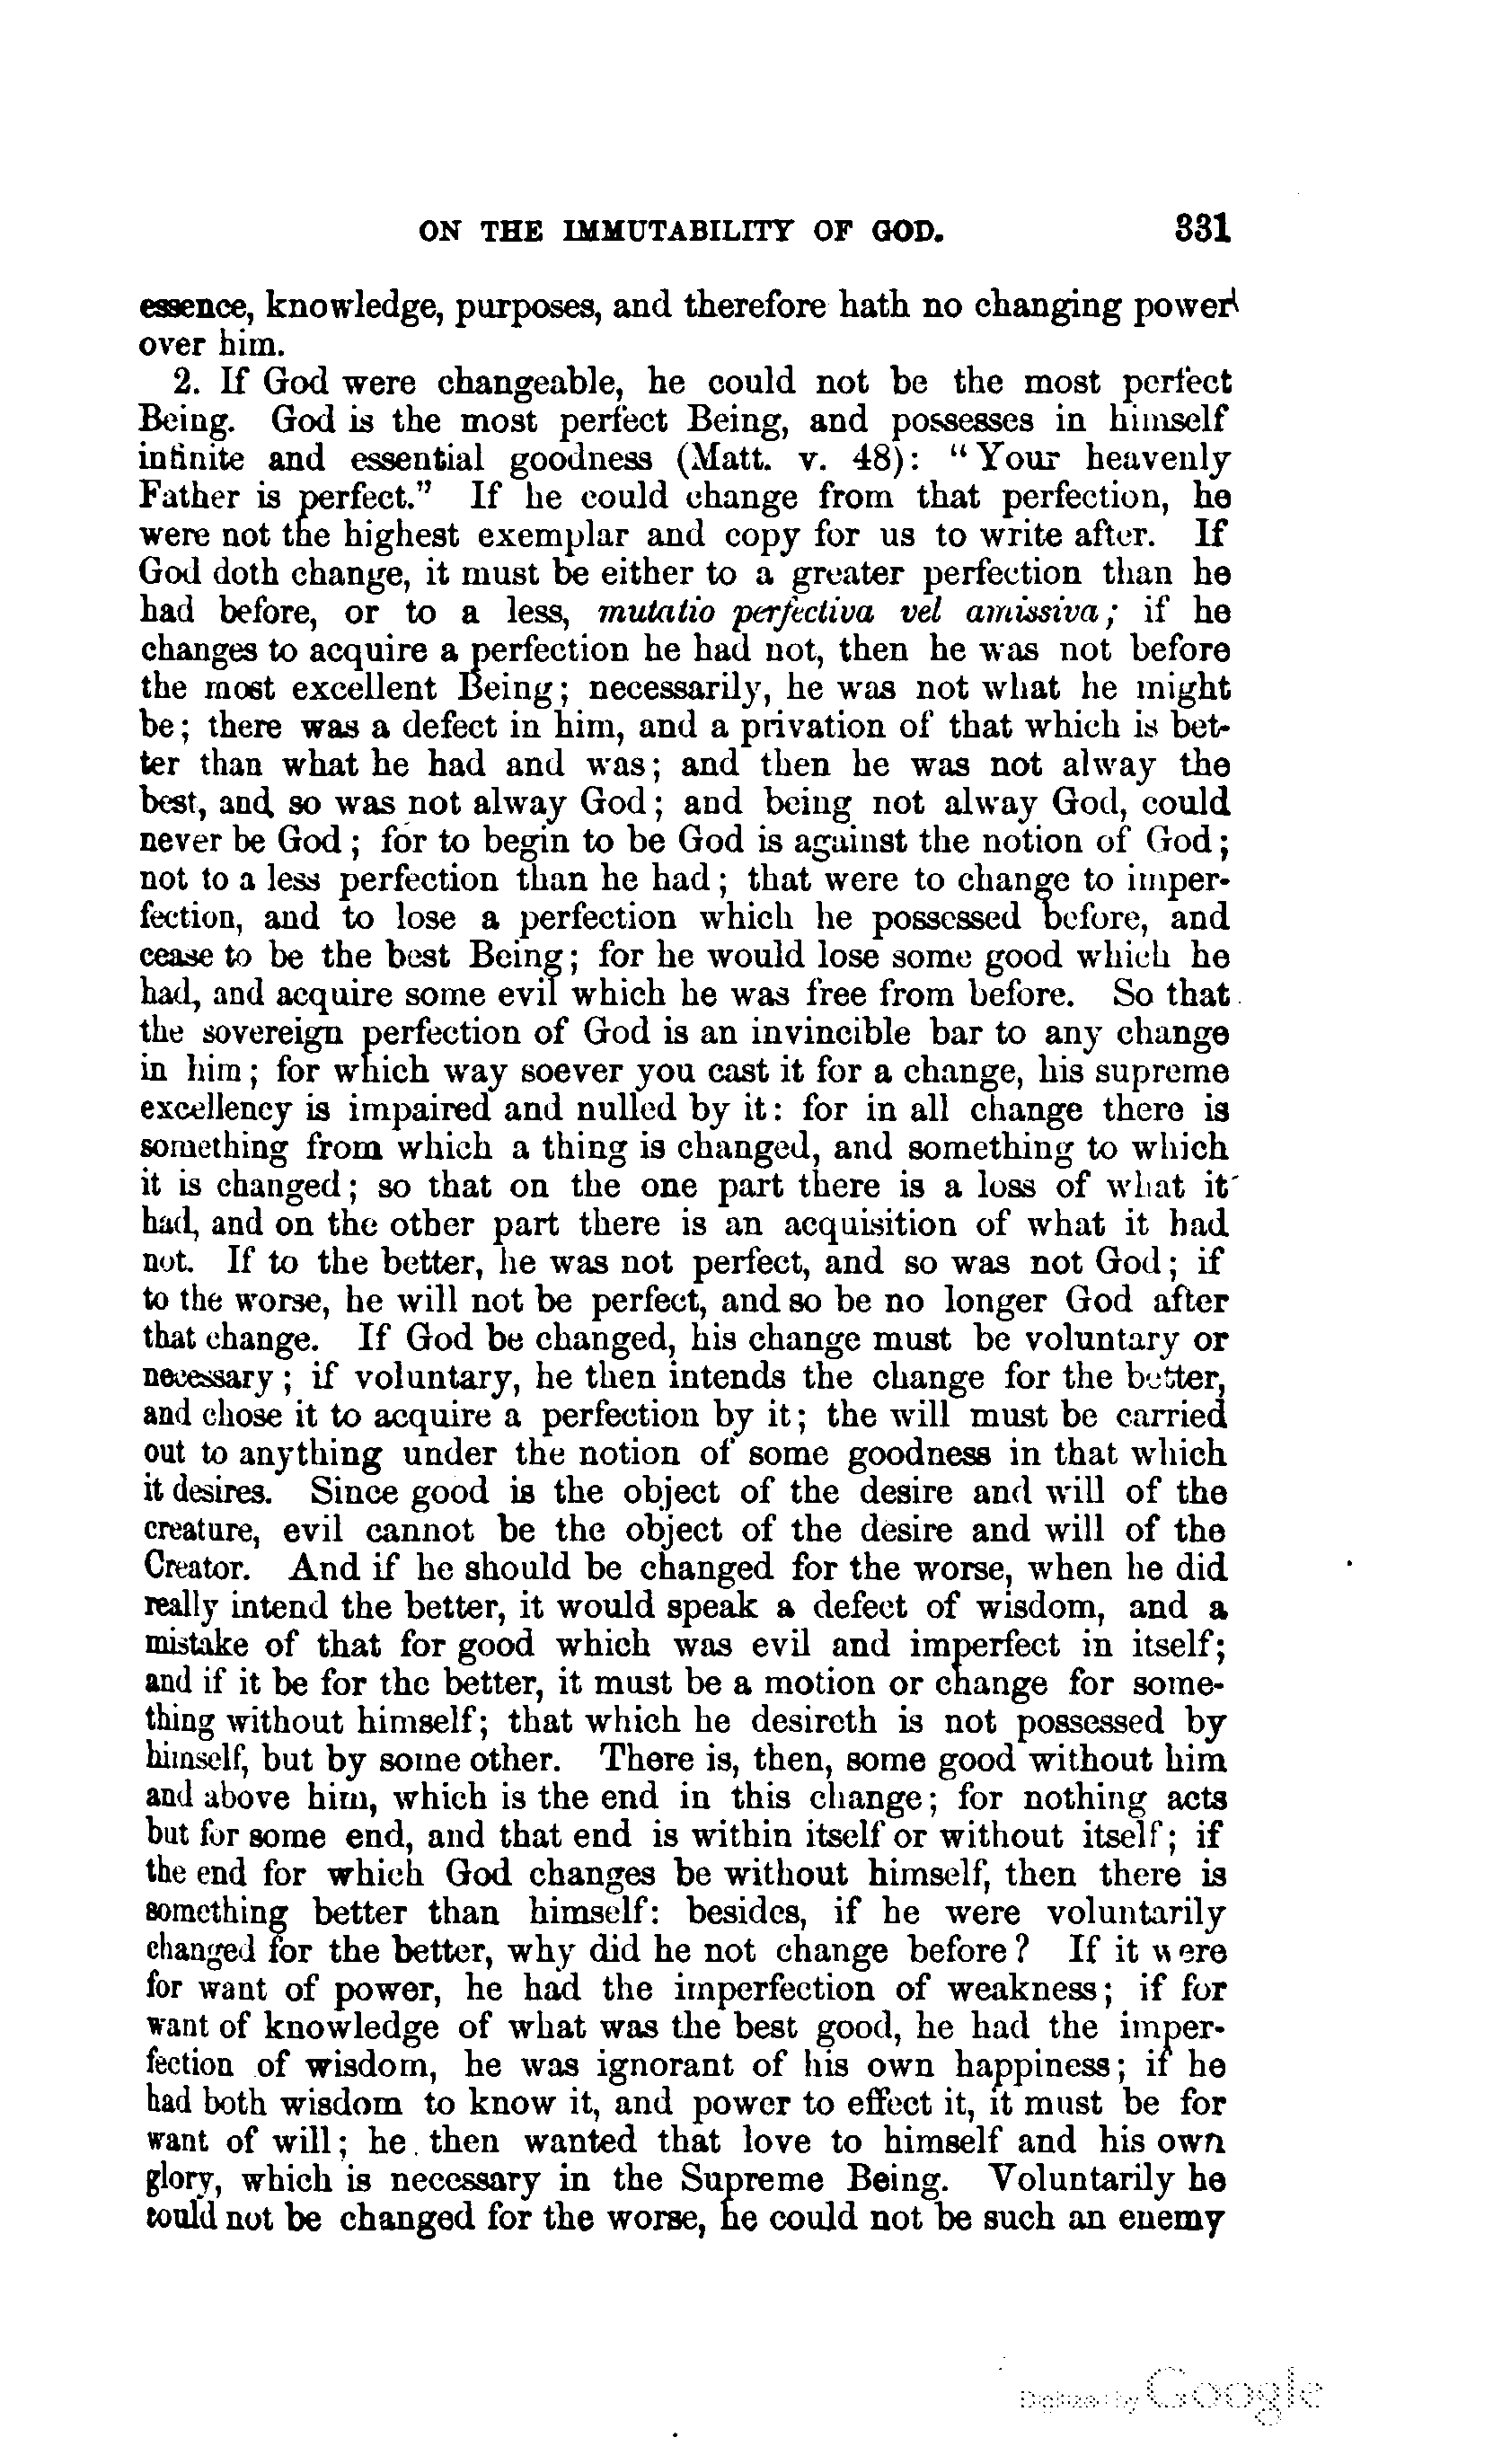 ON THE IMMUTABILITY OF GOD. 331
essence, knowledge, purposes, and therefore hath no changing power
over him.
2. If God were changeable, he could not be the most perfect
Being. God is the most perfect Being, and possesses in himself
infinite and essential goodness (Matt. v. 48): “Your heavenly
Father is perfect.” If he could change from that perfection, he
were not the highest exemplar and copy for us to write after. If
God doth change, it must be either to a greater perfection than he
had before, or to a less, mutatio perfectiva vel amissiva; if he
changes to acquire a perfection he had not, then he was not before
the most excellent Being; necessarily, he was not what he might
be; there was a defect in him, and a privation of that which is bet-
ter than what he had and was; and then he was not alway the
best, and so was not alway God; and being not alway God, could
never be God; for to begin to be God is against the notion of God;
not to a less perfection than he had; that were to change to imper-
fection, and to lose a perfection which he possessed before, and
cease to be the best Being; for he would lose some good which he
had, and acquire some evil which he was free from before. So that
the sovereign perfection of God is an invincible bar to any change
in him; for which way soever you cast it for a change, his supreme
excellency is impaired and nulled by it: for in all change there is
something from which a thing is changed, and something to which
it is changed; so that on the one part there is a loss of what it
had, and on the other part there is an acquisition of what it had
not. If to the better, he was not perfect, and so was not God; if
to the worse, he will not be perfect, and so be no longer God after
that change. If God be changed, his change must be voluntary or
necessary; if voluntary, he then intends the change for the better,
and chose it to acquire a perfection by it; the will must be carried
out to anything under the notion of some goodness in that which
it desires. Since good is the object of the desire and will of the
creature, evil cannot be the object of the desire and will of the
Creator. And if he should be changed for the worse, when he did
really intend the better, it would speak a defect of wisdom, and a
mistake of that for good which was evil and imperfect in itself;
and if it be for the better, it must be a motion or change for some-
thing without himself; that which he desireth is not possessed by
himself, but by some other. There is, then, some good without him
and above him, which is the end in this change; for nothing acts
but for some end, and that end is within itself or without itself; if
the end for which God changes be without himself, then there is
something better than himself: besides, if he were voluntarily
changed for the better, why did he not change before? If it were
for want of power, he had the imperfection of weakness; if for
want of knowledge of what was the best good, he had the imper-
fection of wisdom, he was ignorant of his own happiness; if he
had both wisdom to know it, and power to effect it, it must be for
want of will; he then wanted that love to himself and his own
glory, which is necessary in the Supreme Being. Voluntarily he
could not be changed for the worse, he could not be such an enemy
Digitized by Google